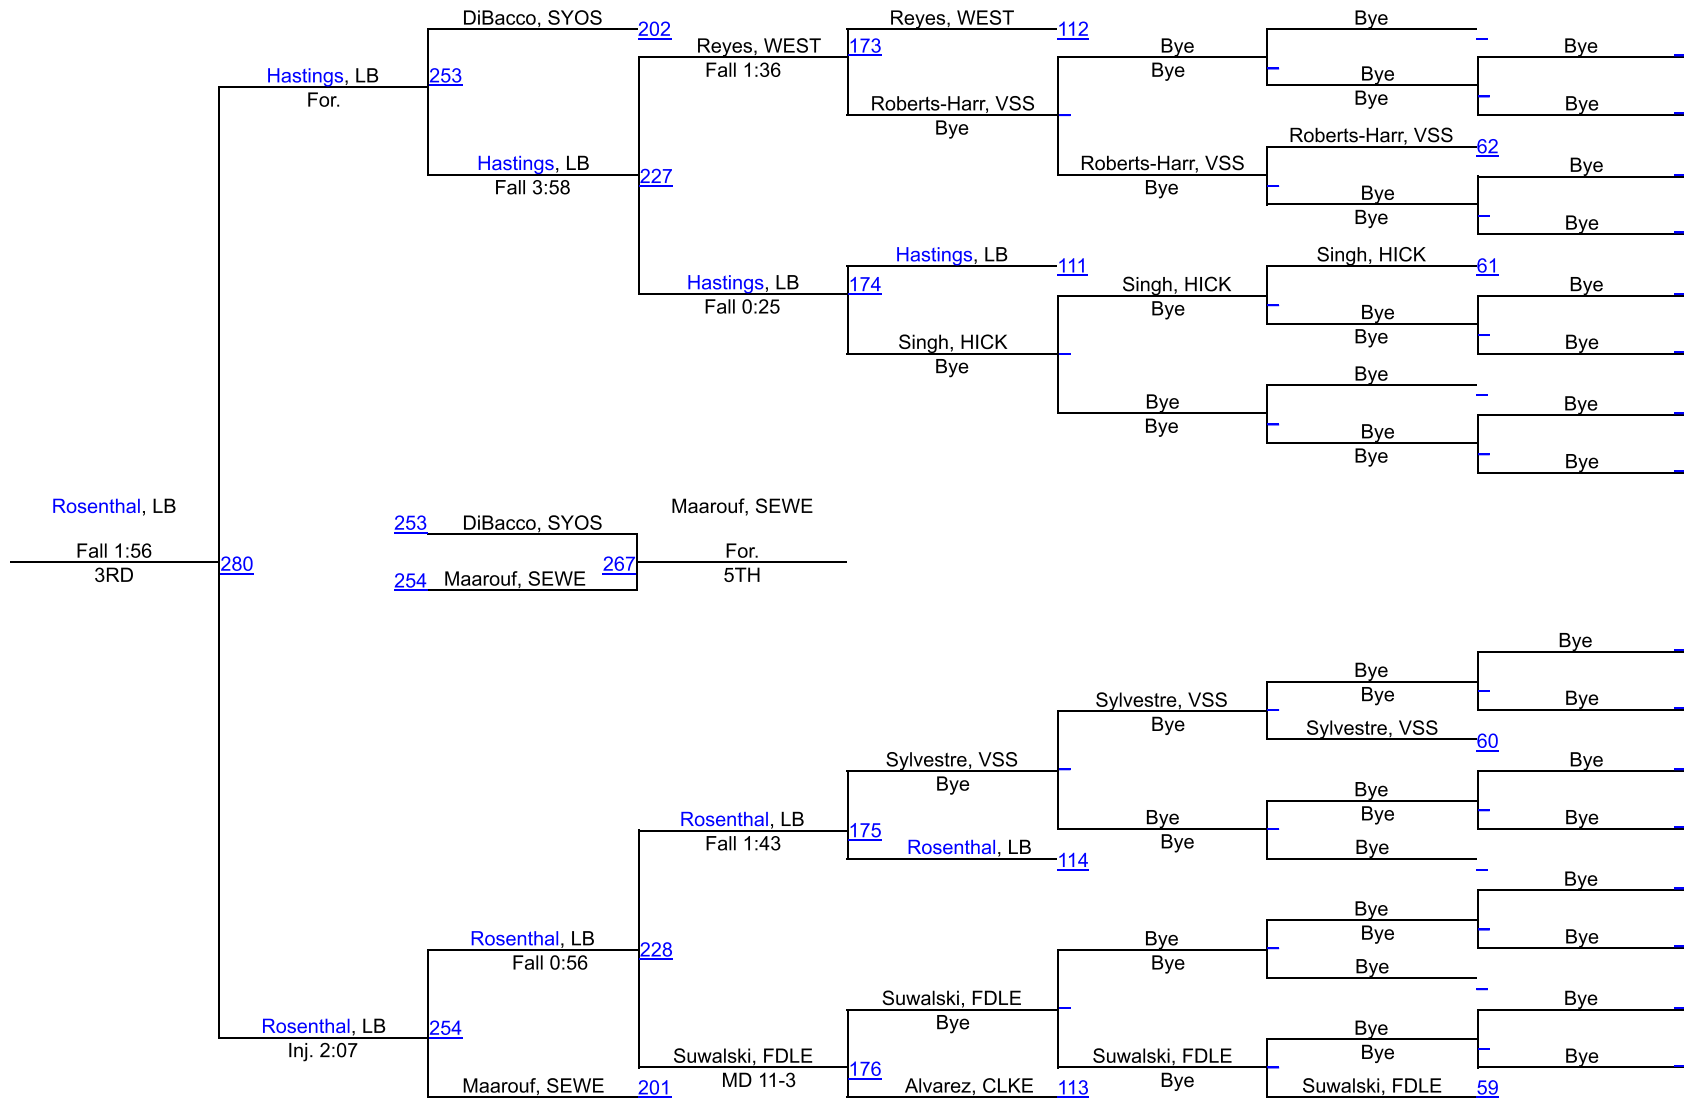 DiBacco, SYOS
202
Reyes, WEST
112
Bye
Bye
Reyes, WEST
173
Fall 1:36
Bye
Bye
Bye
Bye
Hastings, LB
253
For.
Roberts-Harr, VSS
Bye
Bye
Roberts-Harr, VSS
62
Hastings, LB
227
Fall 3:58
Roberts-Harr, VSS
Bye
Bye
Bye
Bye
Bye
Hastings, LB
111
Singh, HICK
61
Hastings, LB
174
Fall 0:25
Singh, HICK
Bye
Bye
Bye
Bye
Singh, HICK
Bye
Bye
Bye
Bye
Bye
Bye
Bye
Bye
Bye
Rosenthal, LB
Fall 1:56
280
3RD
253
DiBacco, SYOS
Maarouf, SEWE
267
For.
5TH
254
Maarouf, SEWE
Bye
Bye
Bye
Bye
Sylvestre, VSS
Bye
Sylvestre, VSS
60
Sylvestre, VSS
Bye
Bye
Bye
Bye
Bye
Rosenthal, LB
175
Fall 1:43
Bye
Bye
Rosenthal, LB
114
Bye
Bye
Bye
Bye
Bye
Rosenthal, LB
228
Fall 0:56
Bye
Bye
Bye
Suwalski, FDLE
Bye
Bye
Rosenthal, LB
254
Inj. 2:07
Bye
Bye
Bye
Suwalski, FDLE
176
MD 11-3
Suwalski, FDLE
Bye
Maarouf, SEWE
201
Alvarez, CLKE
113
Suwalski, FDLE
59